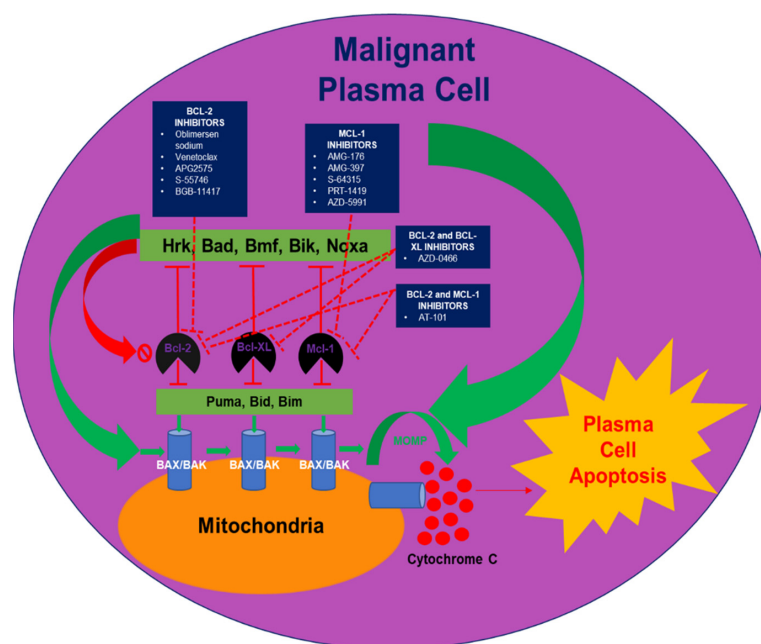 Malignant
Plasma Cell
BCL-2
INHIBITORS
• Oblimersen
sodium
• Venetoclax
• APG2575
• S-55746
• BGB-11417
MCL-1
INHIBITORS
• AMG-176
• AMG-397
• S-64315
• PRT-1419
• AZD-5991
Hrk, Bad, Bmf, Bik, Noxa
BCL-2 and BCL-
XL INHIBITORS
• AZD-0466
BCL-2 and MCL-1
INHIBITORS
• AT-101
Bcl-2
Bcl-XL
Mcl-1
Puma, Bid, Bim
BAX/BAK
BAX/BAK
BAX/BAK
MOMP
Plasma
Cell
Apoptosis
Mitochondria
Cytochrome C